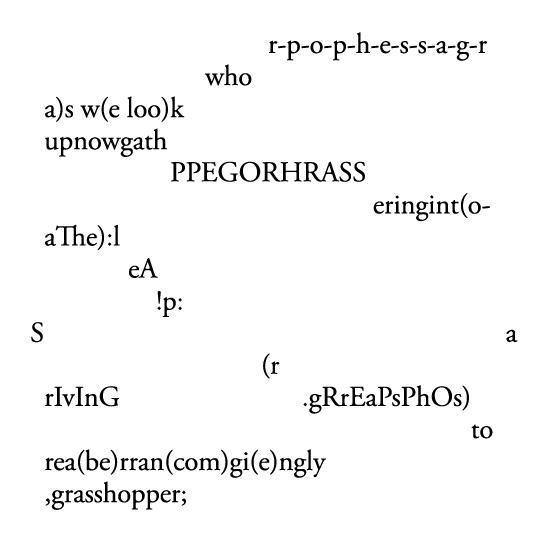 r-p-o-p-h-e-s-s-a-g-r
who
a)s w(e loo)k
upnowgath
PPEGORHRASS
eringint(o-
aThe):l
eA
!p:
S a
(r
rIvInG .gRrEaPsPhOs)
to
rea(be)rran(com)gi(e)ngly
,grasshopper;